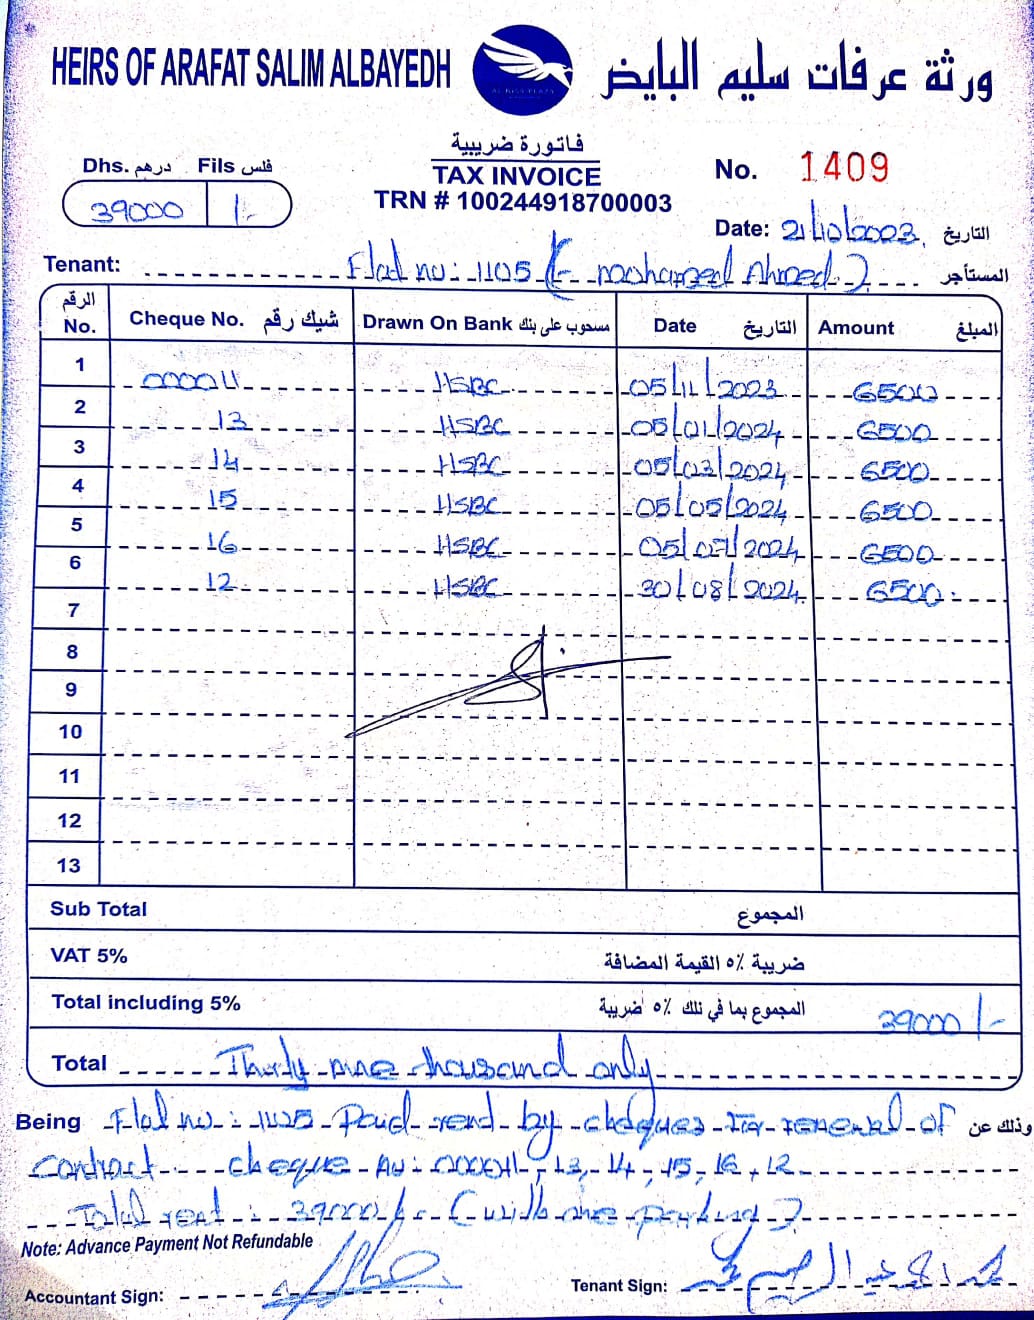 HEIRS OF ARAFAT SALIM ALBAYEDH
ورثة عرفات سليم البايض
فاتورة ضريبية
TAX INVOICE
TRN # 100244918700003
Dhs. درهم Fils فلس
39000 /-
No. 1409
Date: 21/10/2023 التاريخ
Tenant: Flat no: 1105 (- mohamed Ahmed -) المستأجر
الرقم No. Cheque No. شيك رقم Drawn On Bank مسحوب على بنك Date التاريخ Amount المبلغ
1 000011 HSBC 05/11/2023 6500
2 13 HSBC 05/01/2024 6500
3 14 HSBC 05/03/2024 6500
4 15 HSBC 05/05/2024 6500
5 16 HSBC 05/07/2024 6500
6 12 HSBC 30/08/2024 6500
7
8
9
10
11
12
13
Sub Total المجموع
VAT 5% ضريبة ٥٪ القيمة المضافة
Total including 5% المجموع بما في ذلك ٥٪ ضريبة 39000/-
Total Thirty nine thousand only
Being Flat no: 1105 Paid rend by cheques for renewal of وذلك عن
contract cheque no: 000011, 13, 14, 15, 16, 12
Total rent: 39000/- (with one parking)
Note: Advance Payment Not Refundable
Accountant Sign:
Tenant Sign: